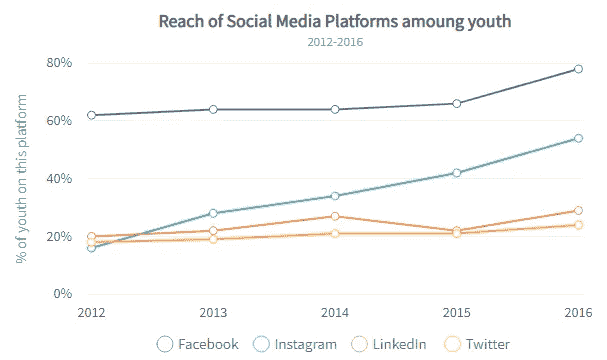 Reach of Social Media Platforms amoung youth
2012-2016
% of youth on this platform
80%
60%
40%
20%
0%
2012 2013 2014 2015 2016
Facebook Instagram LinkedIn Twitter